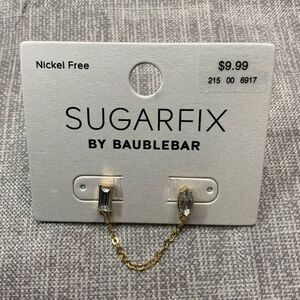 Nickel Free
$9.99
215 00 6917
SUGARFIX
BY BAUBLEBAR